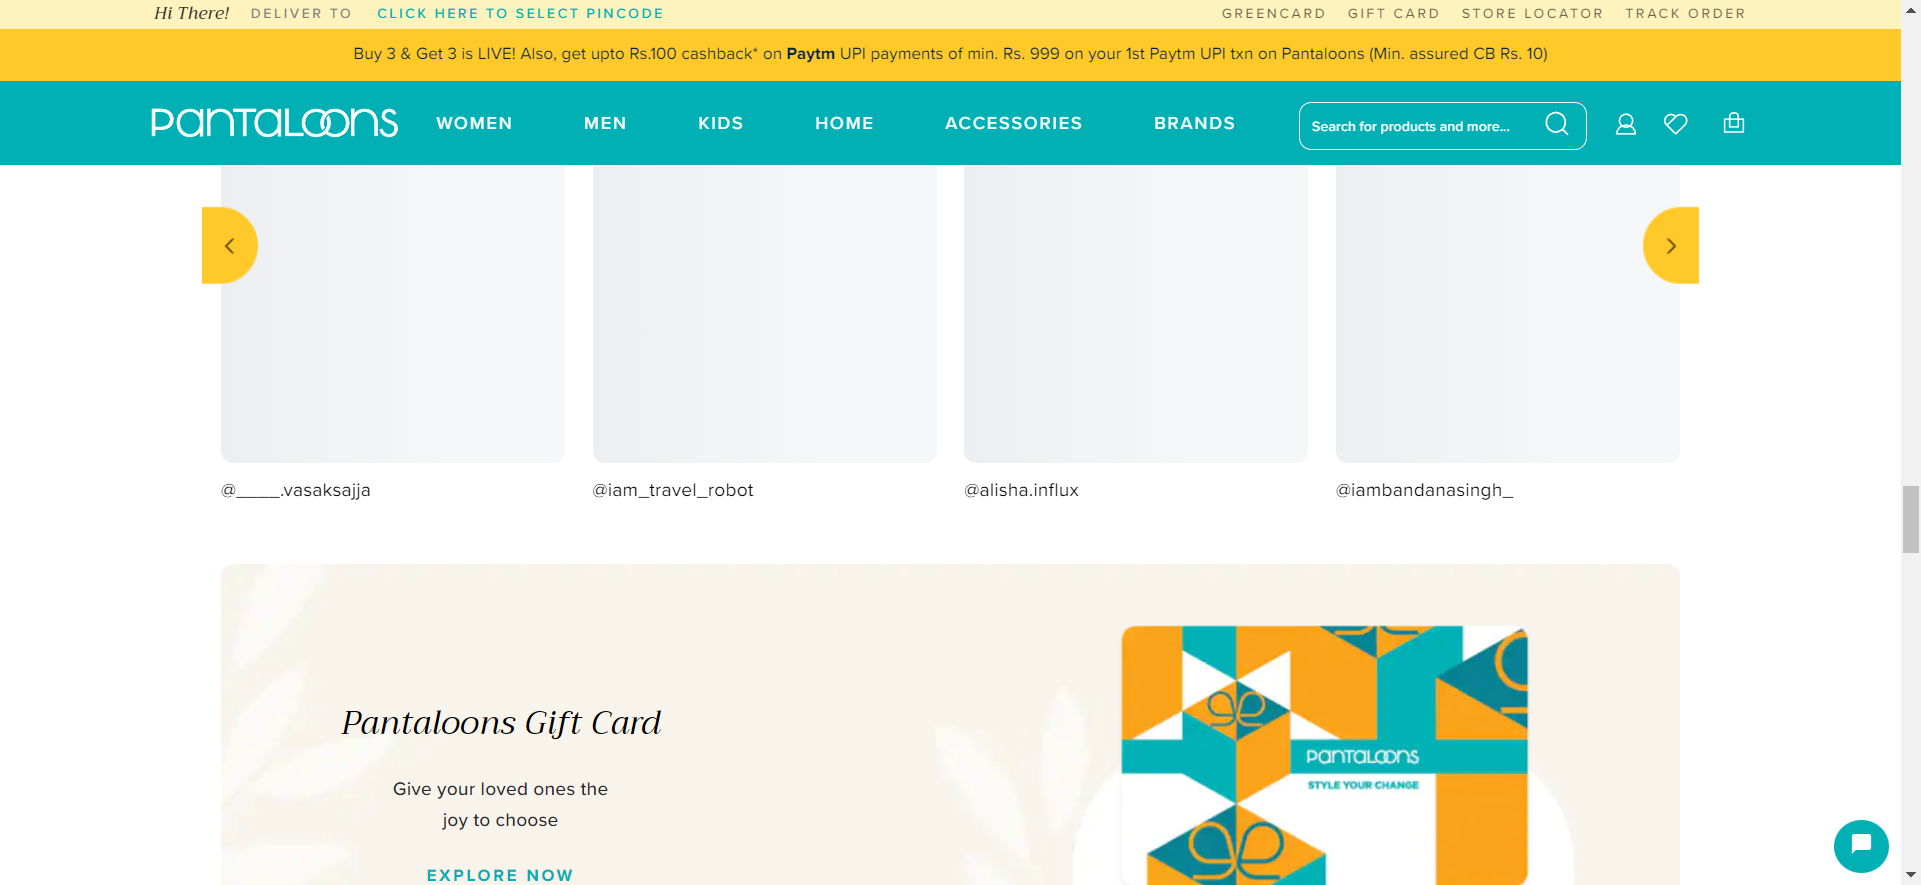 Hi There! DELIVER TO CLICK HERE TO SELECT PINCODE GREENCARD GIFT CARD STORE LOCATOR TRACK ORDER
Buy 3 & Get 3 is LIVE! Also, get upto Rs.100 cashback* on Paytm UPI payments of min. Rs. 999 on your 1st Paytm UPI txn on Pantaloons (Min. assured CB Rs. 10)
PANTALOONS WOMEN MEN KIDS HOME ACCESSORIES BRANDS Search for products and more...
@____.vasaksajja @iam_travel_robot @alisha.influx @iambandanasingh_
Pantaloons Gift Card
Give your loved ones the
joy to choose
EXPLORE NOW
PANTALOONS
STYLE YOUR CHANGE